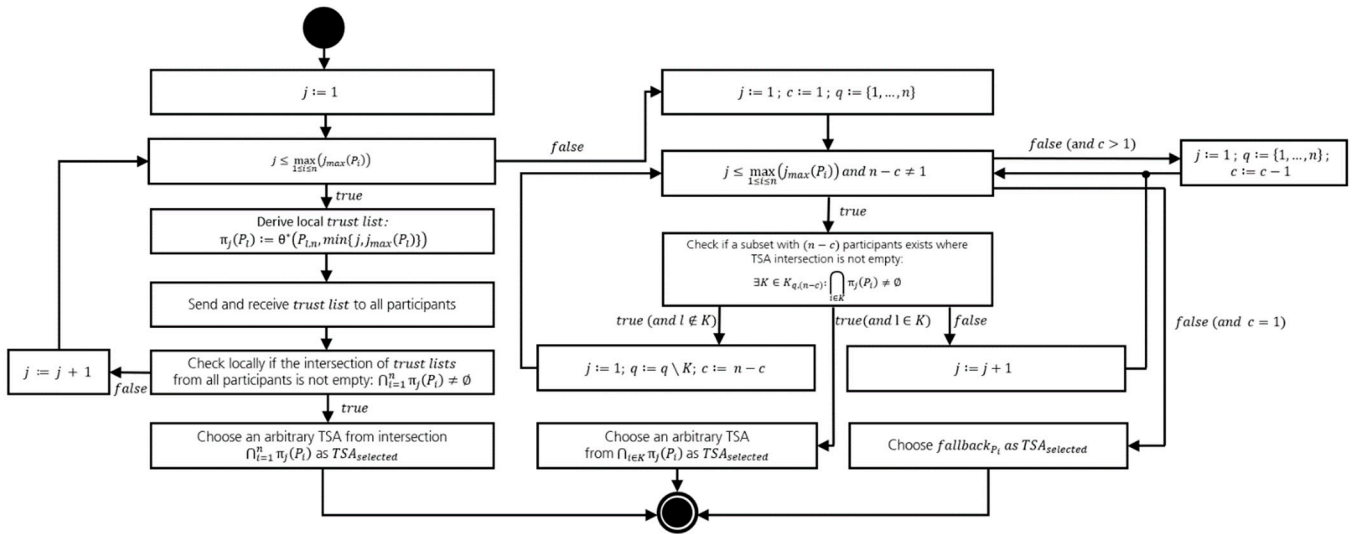 j ≔ 1
j ≤ max 1≤i≤n (j_max(P_i))
true
Derive local trust list:
π_j(P_l) ≔ θ*(P_{l,n}, min{j, j_max(P_l)})
Send and receive trust list to all participants
Check locally if the intersection of trust lists
from all participants is not empty: ⋂_{i=1}^{n} π_j(P_i) ≠ ∅
false
j ≔ j + 1
true
Choose an arbitrary TSA from intersection
⋂_{i=1}^{n} π_j(P_i) as TSA_selected
false
j ≔ 1 ; c ≔ 1 ; q ≔ {1, …, n}
j ≤ max 1≤i≤n (j_max(P_i)) and n − c ≠ 1
false (and c > 1)
j ≔ 1 ; q ≔ {1, …, n} ;
c ≔ c − 1
true
Check if a subset with (n − c) participants exists where
TSA intersection is not empty:
∃K ∈ K_{q,(n−c)}: ⋂_{i∈K} π_j(P_i) ≠ ∅
true (and l ∉ K)
true(and l ∈ K)
false
false (and c = 1)
j ≔ 1; q ≔ q \ K; c ≔ n − c
j ≔ j + 1
Choose an arbitrary TSA
from ⋂_{i∈K} π_j(P_i) as TSA_selected
Choose fallback_{P_l} as TSA_selected